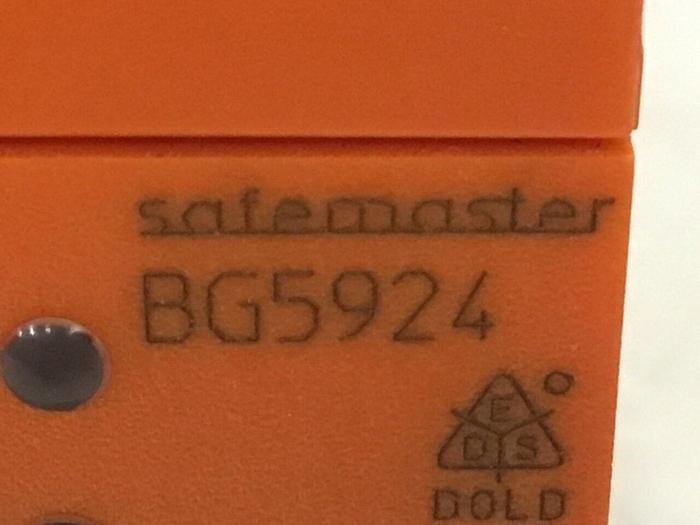 safemaster
BG5924
E
D S
DOLD